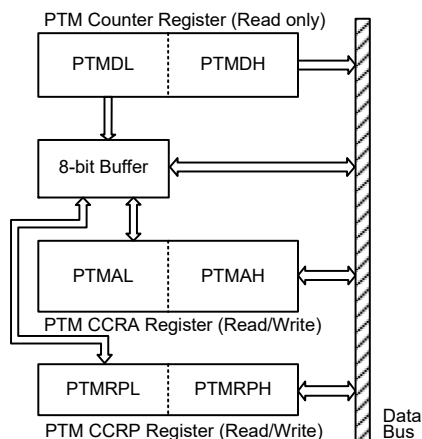 PTM Counter Register (Read only)
PTMDL PTMDH
8-bit Buffer
PTMAL PTMAH
PTM CCRA Register (Read/Write)
PTMRPL PTMRPH
PTM CCRP Register (Read/Write)
Data
Bus